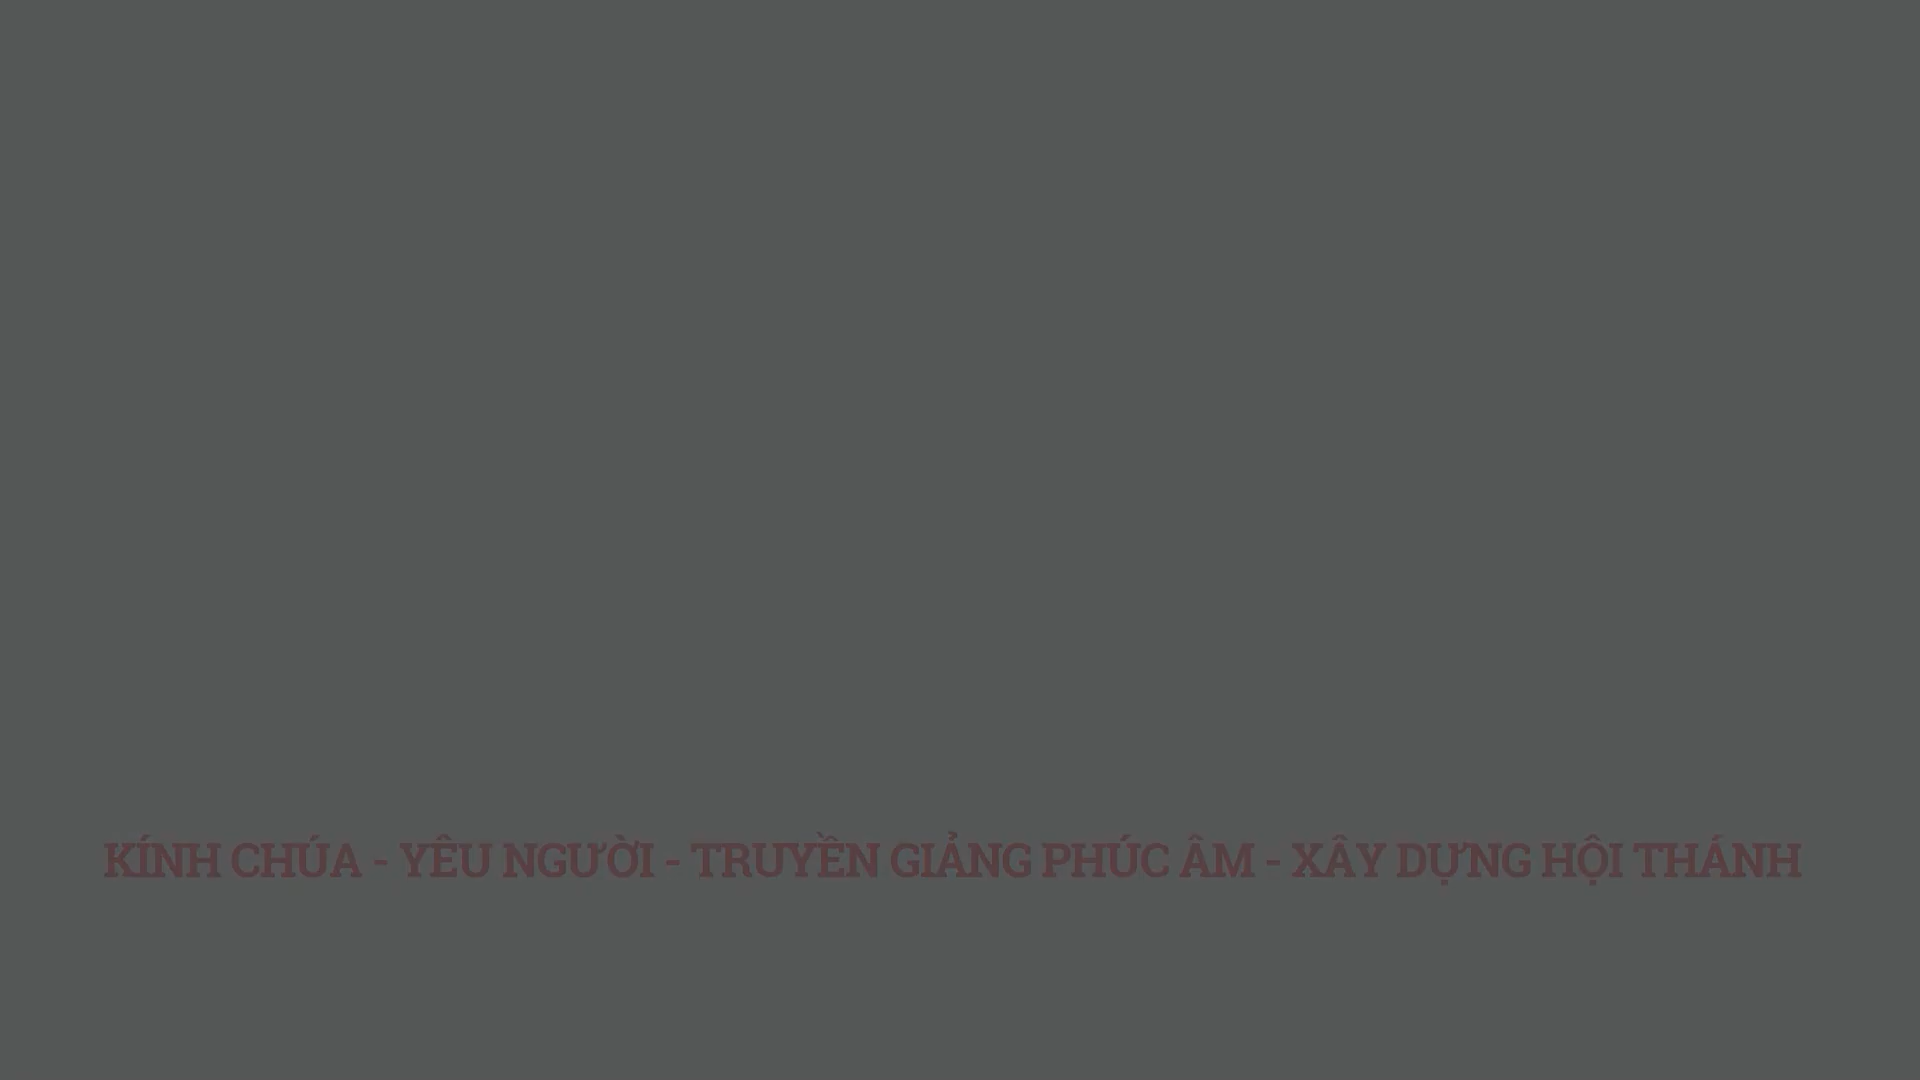 KÍNH CHÚA - YÊU NGƯỜI - TRUYỀN GIẢNG PHÚC ÂM - XÂY DỰNG HỘI THÁNH